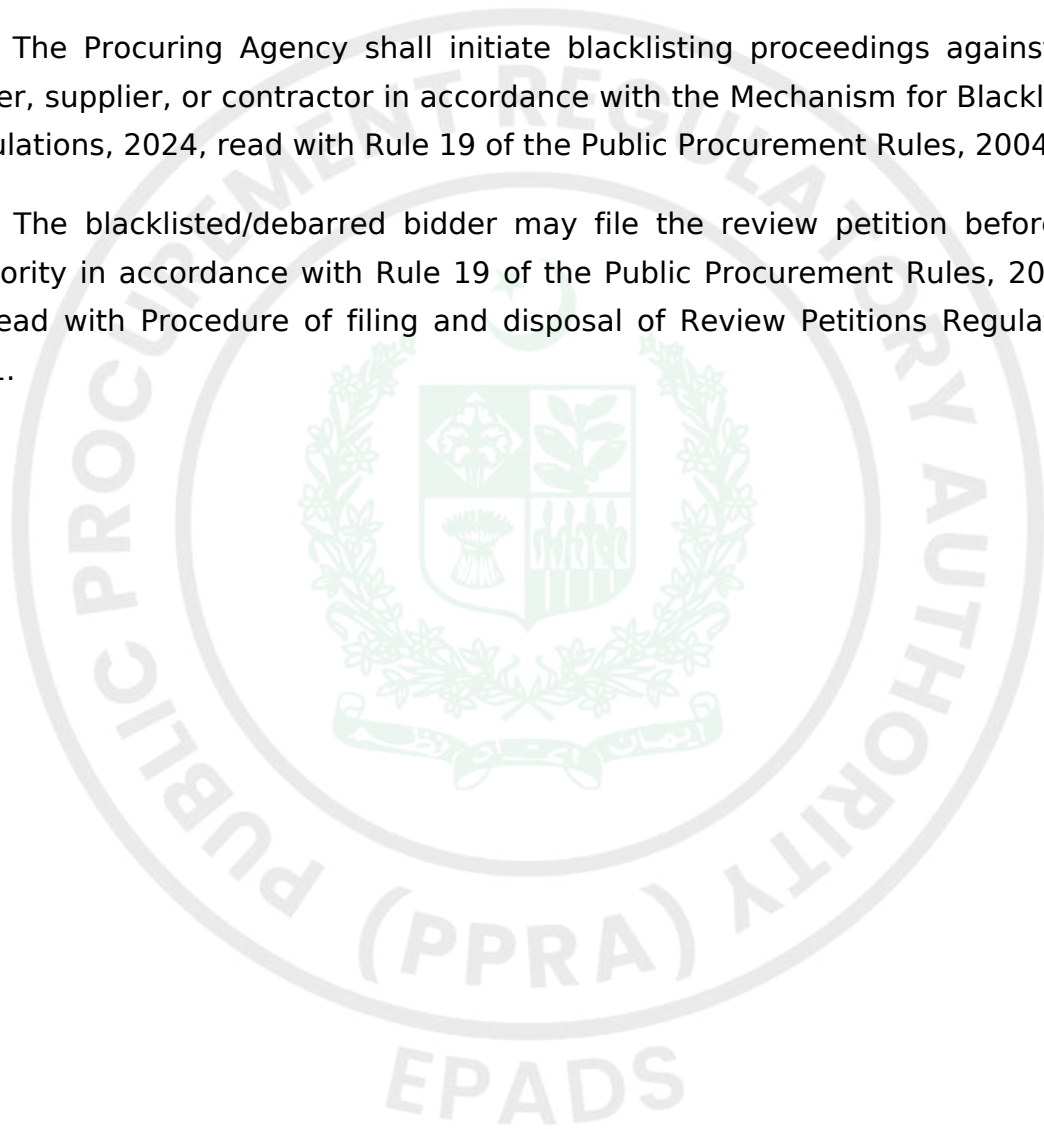 The Procuring Agency shall initiate blacklisting proceedings against
er, supplier, or contractor in accordance with the Mechanism for Blackl
ulations, 2024, read with Rule 19 of the Public Procurement Rules, 2004
The blacklisted/debarred bidder may file the review petition before
ority in accordance with Rule 19 of the Public Procurement Rules, 20
ead with Procedure of filing and disposal of Review Petitions Regula
.
PUBLIC PROCUREMENT REGULATORY AUTHORITY
(PPRA)
EPADS